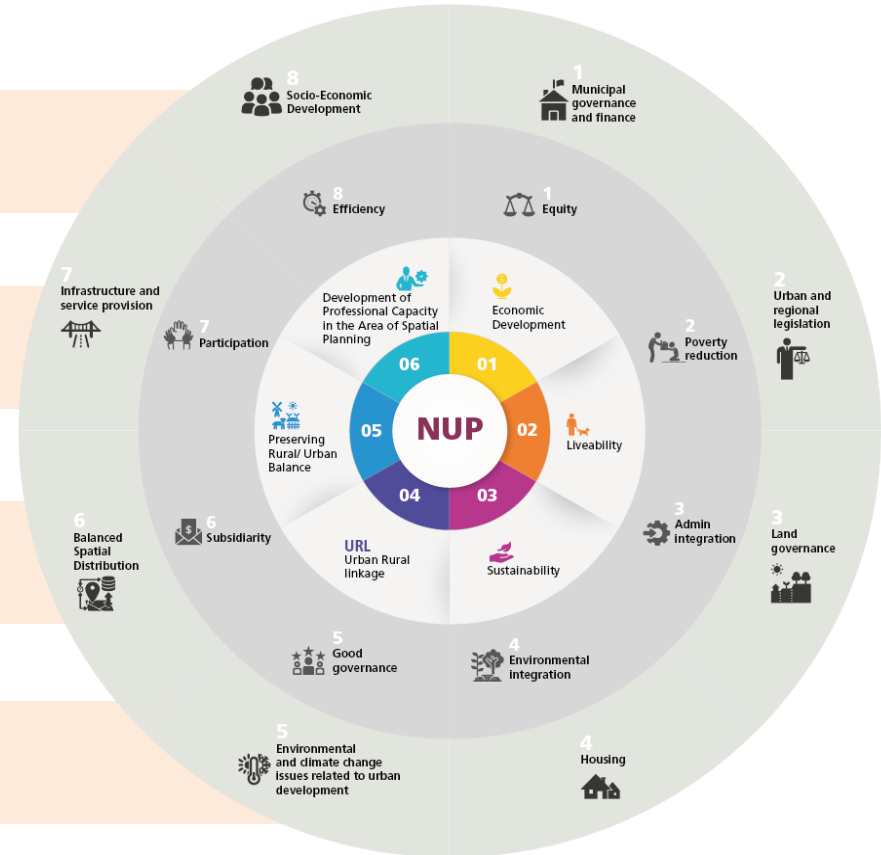 8
Socio-Economic
Development
1
Municipal
governance
and finance
8
Efficiency
1
Equity
7
Infrastructure and
service provision
2
Urban and
regional
legislation
Development of
Professional Capacity
in the Area of Spatial
Planning
Economic
Development
7
Participation
2
Poverty
reduction
06
01
05
NUP
02
Preserving
Rural/ Urban
Balance
Liveability
04
03
6
Balanced
Spatial
Distribution
6
Subsidiarity
$
URL
Urban Rural
linkage
Sustainability
3
Admin
integration
3
Land
governance
5
Good
governance
4
Environmental
integration
5
Environmental
and climate change
issues related to urban
development
4
Housing